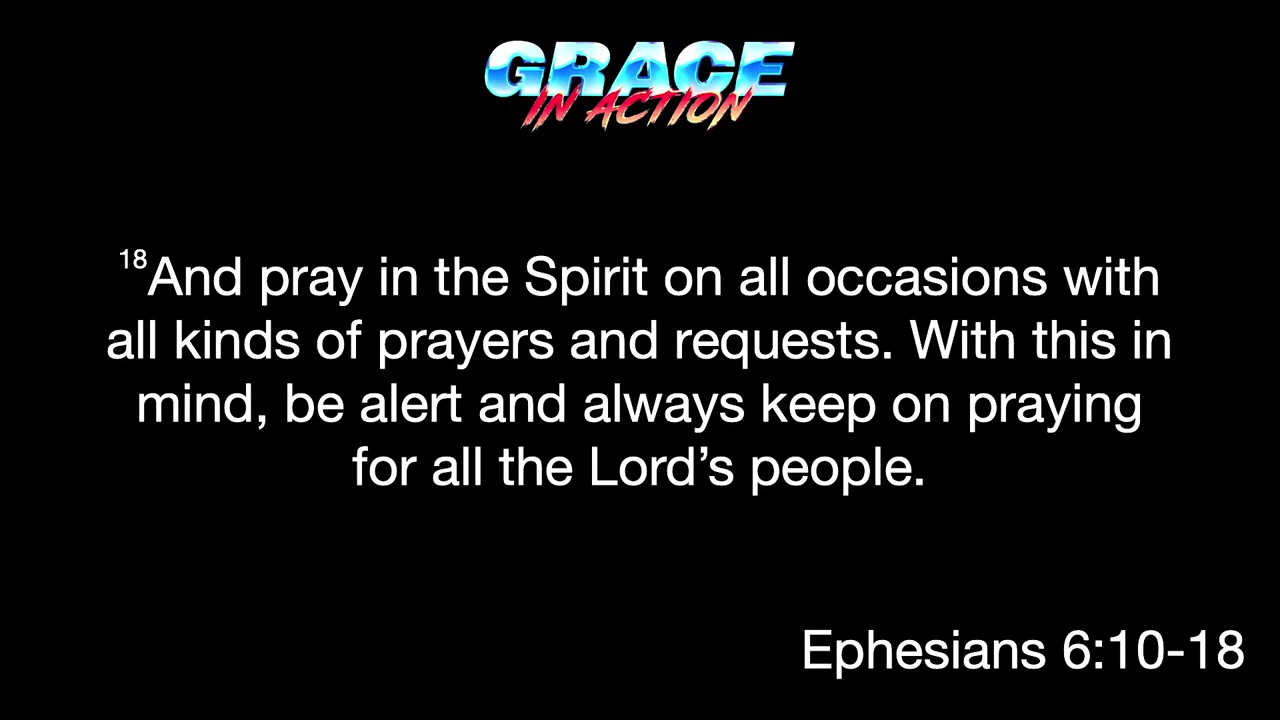 GRACE
IN ACTION
18And pray in the Spirit on all occasions with
all kinds of prayers and requests. With this in
mind, be alert and always keep on praying
for all the Lord’s people.
Ephesians 6:10-18